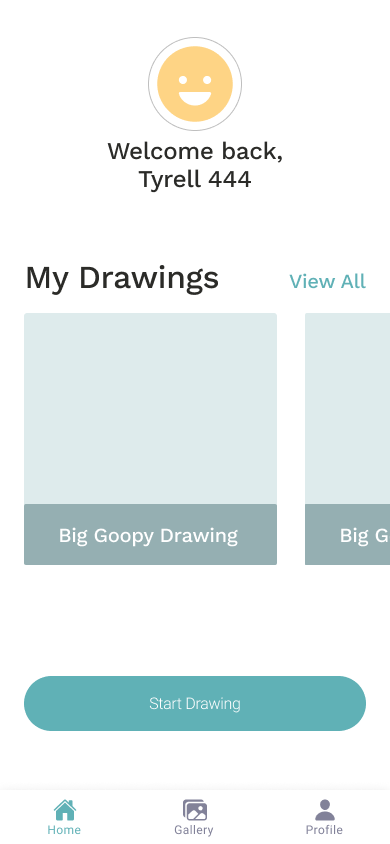 Welcome back,
Tyrell 444
My Drawings
View All
Big Goopy Drawing
Big G
Start Drawing
Home
Gallery
Profile